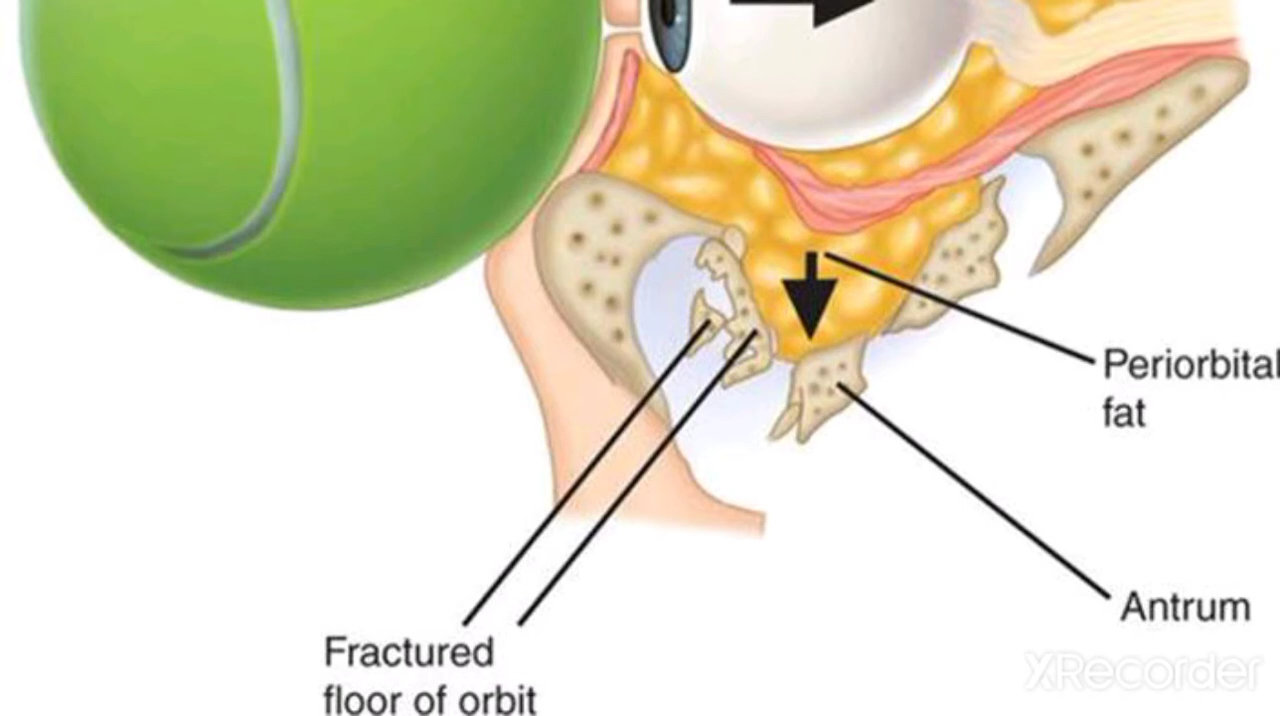 Periorbital
fat
Antrum
Fractured
floor of orbit
XRecorder